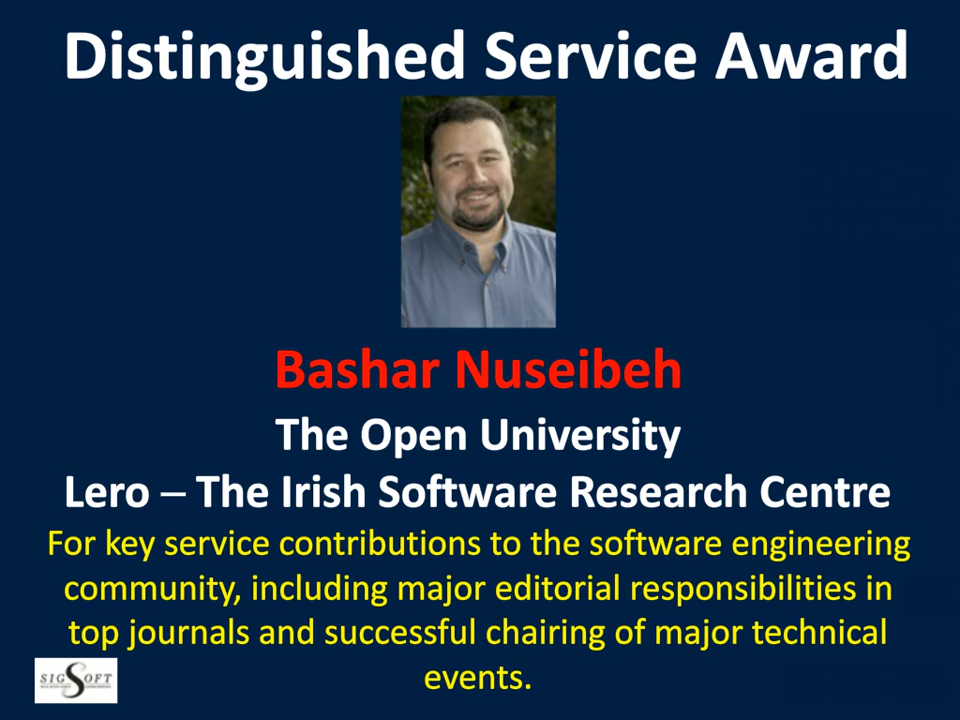 Distinguished Service Award
Bashar Nuseibeh
The Open University
Lero – The Irish Software Research Centre
For key service contributions to the software engineering
community, including major editorial responsibilities in
top journals and successful chairing of major technical
events.
SIGSOFT